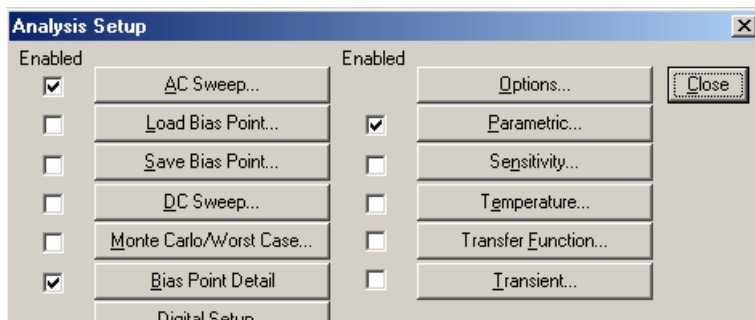 Analysis Setup
Enabled
AC Sweep...
Load Bias Point...
Save Bias Point...
DC Sweep...
Monte Carlo/Worst Case...
Bias Point Detail
Digital Setup...
Enabled
Options...
Parametric...
Sensitivity...
Temperature...
Transfer Function...
Transient...
Close